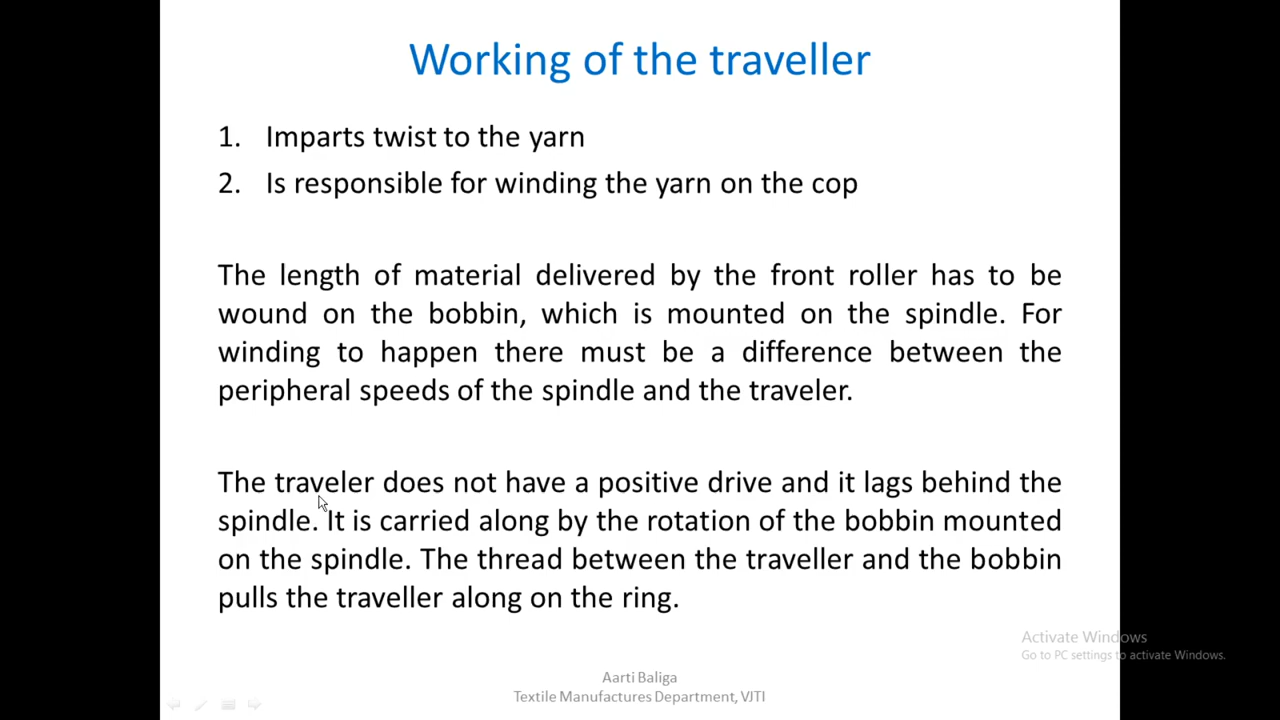 Working of the traveller
1. Imparts twist to the yarn
2. Is responsible for winding the yarn on the cop
The length of material delivered by the front roller has to be
wound on the bobbin, which is mounted on the spindle. For
winding to happen there must be a difference between the
peripheral speeds of the spindle and the traveler.
The traveler does not have a positive drive and it lags behind the
spindle. It is carried along by the rotation of the bobbin mounted
on the spindle. The thread between the traveller and the bobbin
pulls the traveller along on the ring.
Activate Windows
Go to PC settings to activate Windows.
Aarti Baliga
Textile Manufactures Department, VJTI